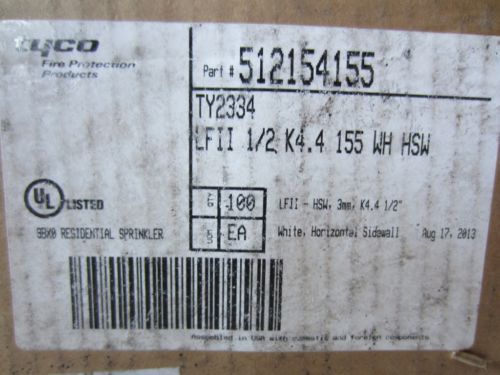 tyco
Fire Protection
Products
Part # 512154155
TY2334
LFII 1/2 K4.4 155 WH HSW
UL LISTED
9BX0 RESIDENTIAL SPRINKLER
100
EA
LFII - HSW, 3mm, K4.4 1/2"
White, Horizontal Sidewall Aug 17, 2013
Assembled in USA with domestic and foreign components